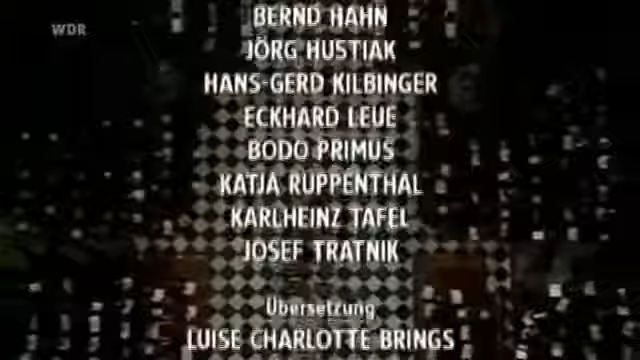 WDR
BERND HAHN
JÖRG HUSTIAK
HANS-GERD KILBINGER
ECKHARD LEUE
BODO PRIMUS
KATJA RUPPENTHAL
KARLHEINZ TAFEL
JOSEF TRATNIK
Übersetzung
LUISE CHARLOTTE BRINGS